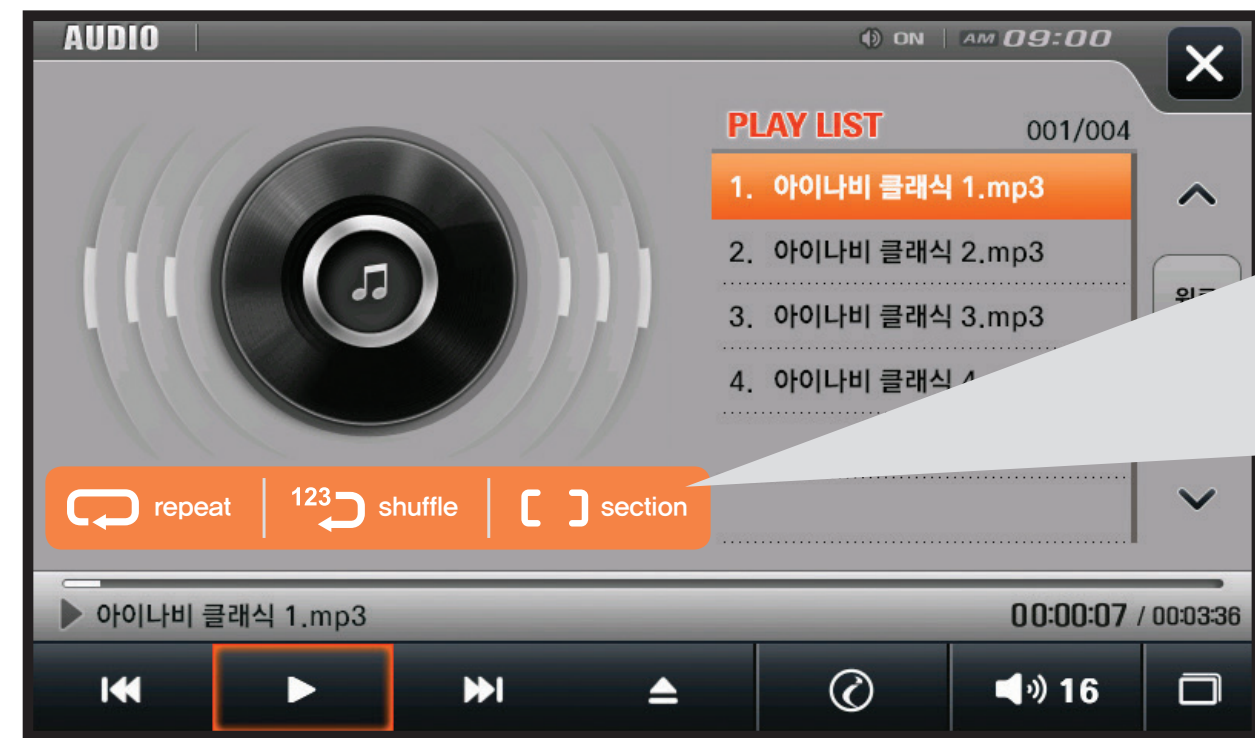 AUDIO
ON
AM 09:00
PLAY LIST
001/004
1. 아이나비 클래식 1.mp3
2. 아이나비 클래식 2.mp3
3. 아이나비 클래식 3.mp3
4. 아이나비 클래식
repeat
123 shuffle
section
아이나비 클래식 1.mp3
00:00:07 / 00:03:36
16